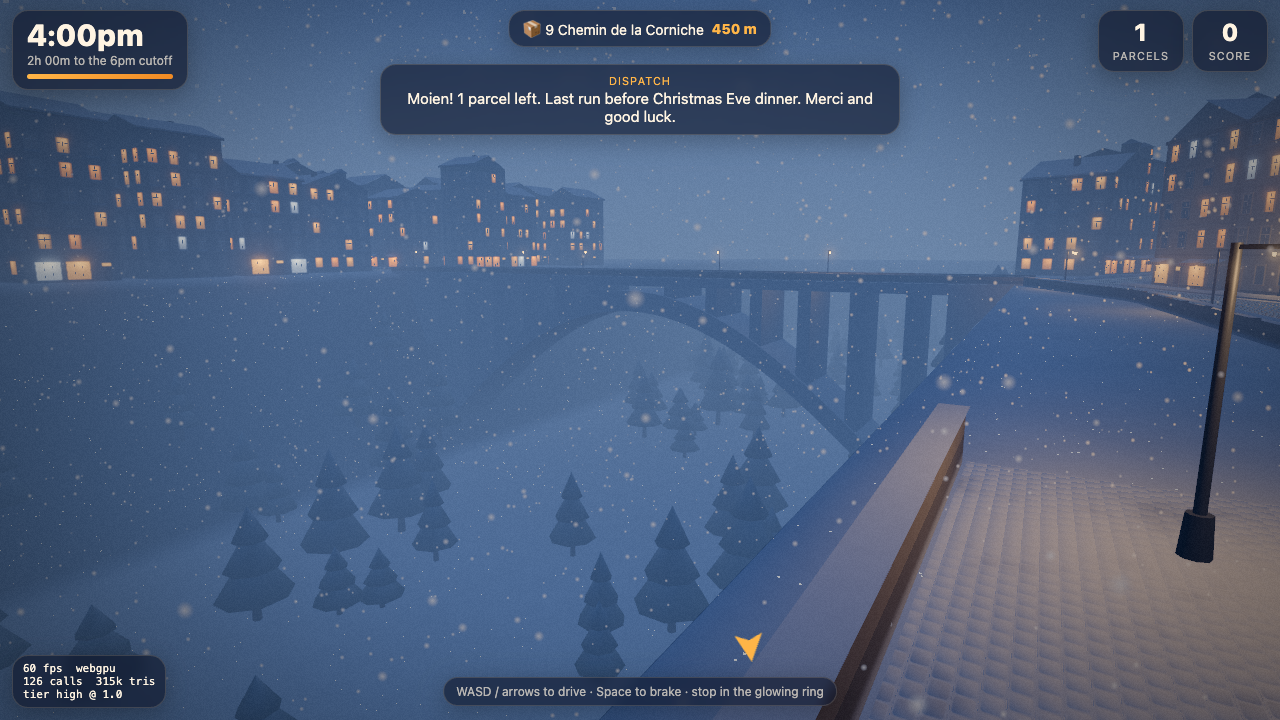 4:00pm
2h 00m to the 6pm cutoff
📦 9 Chemin de la Corniche 450 m
1
PARCELS
0
SCORE
DISPATCH
Moien! 1 parcel left. Last run before Christmas Eve dinner. Merci and
good luck.
60 fps webgpu
126 calls 315k tris
tier high @ 1.0
WASD / arrows to drive · Space to brake · stop in the glowing ring